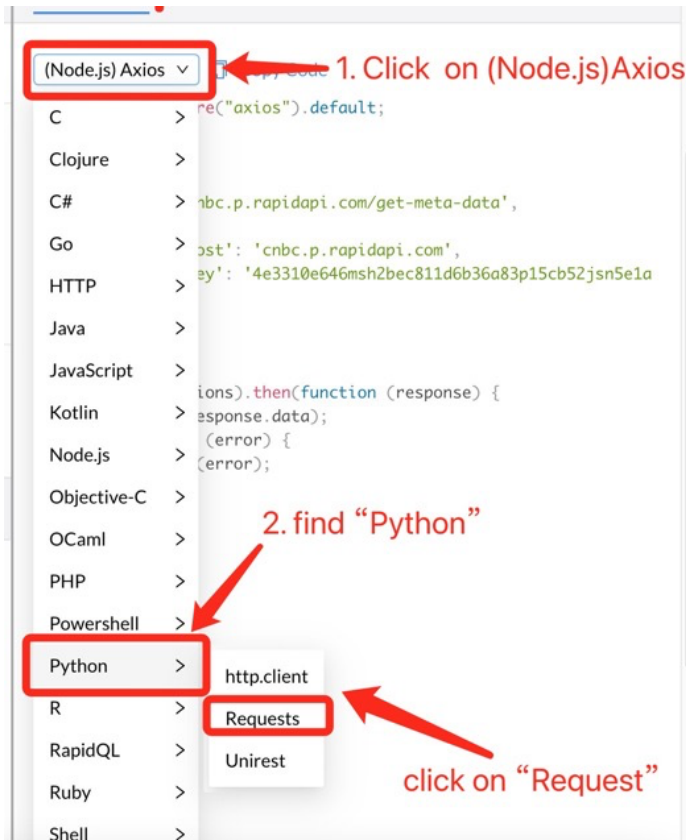 (Node.js) Axios
1. Click on (Node.js)Axios
C
re("axios").default;
Clojure
C#
nbc.p.rapidapi.com/get-meta-data',
Go
ost': 'cnbc.p.rapidapi.com',
ey': '4e3310e646msh2bec811d6b36a83p15cb52jsn5e1a
HTTP
Java
JavaScript
ions).then(function (response) {
Kotlin
esponse.data);
(error) {
Node.js
(error);
Objective-C
2. find “Python”
OCaml
PHP
Powershell
Python
http.client
R
Requests
RapidQL
Unirest
click on “Request”
Ruby
Shell